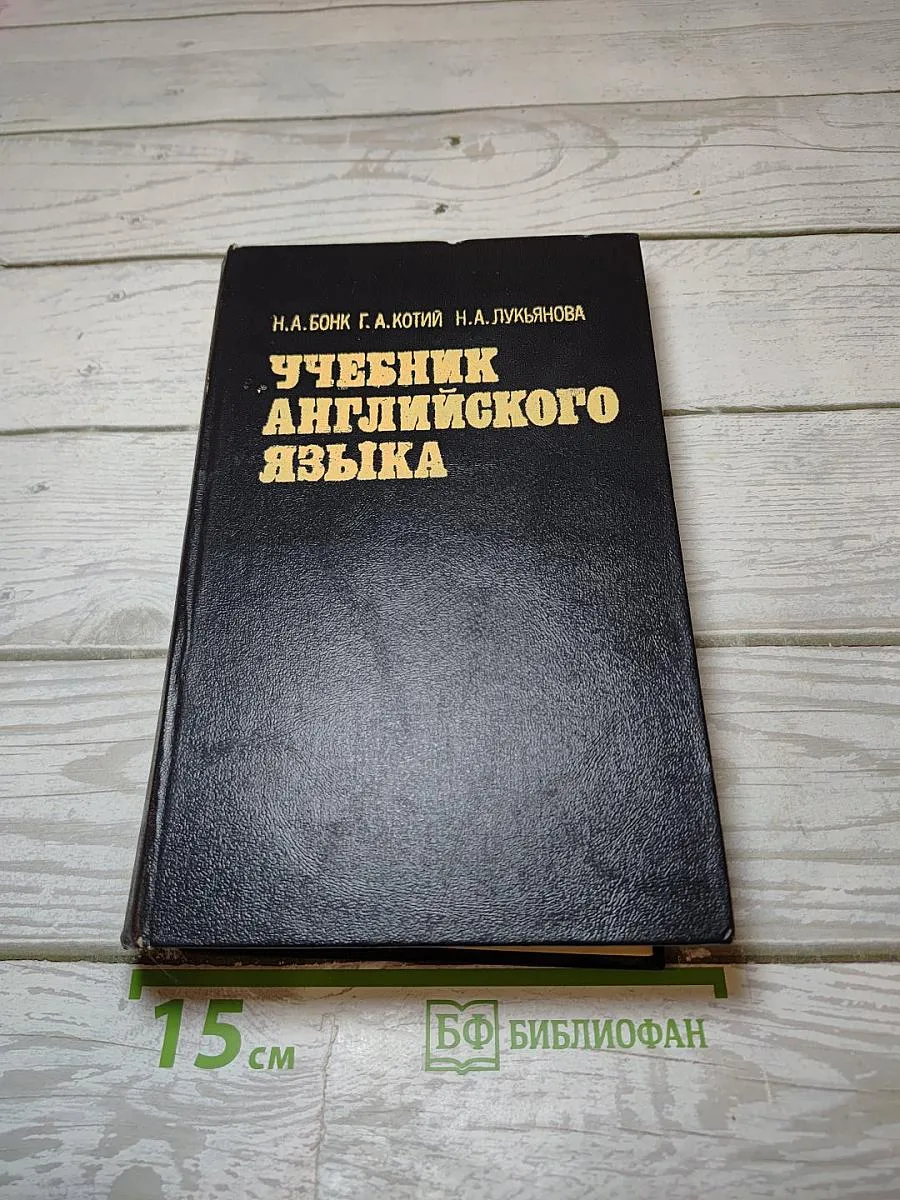 Н.А.БОНК Г.А.КОТИЙ Н.А.ЛУКЬЯНОВА
УЧЕБНИК
АНГЛИЙСКОГО
ЯЗЫКА
15 см
БФ БИБЛИОФАН